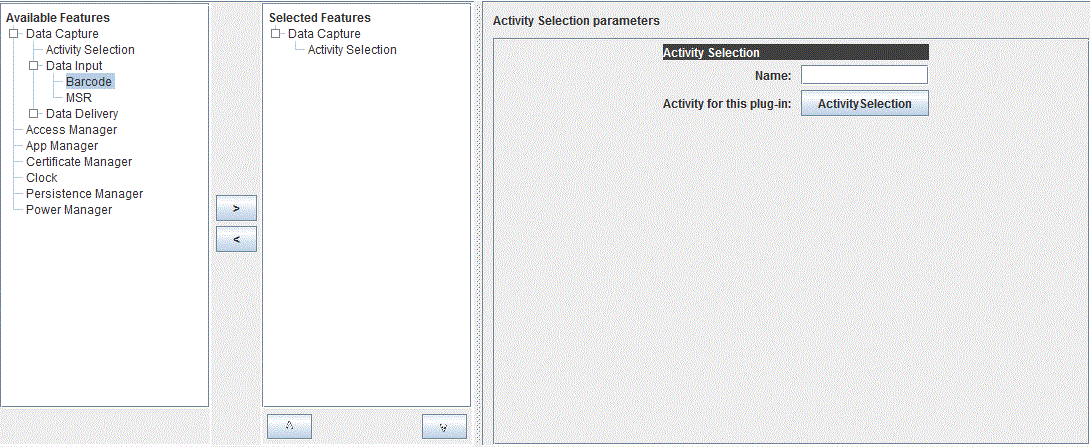 Available Features
Data Capture
Activity Selection
Data Input
Barcode
MSR
Data Delivery
Access Manager
App Manager
Certificate Manager
Clock
Persistence Manager
Power Manager
>
<
Selected Features
Data Capture
Activity Selection
Activity Selection parameters
Activity Selection
Name:
Activity for this plug-in:
ActivitySelection